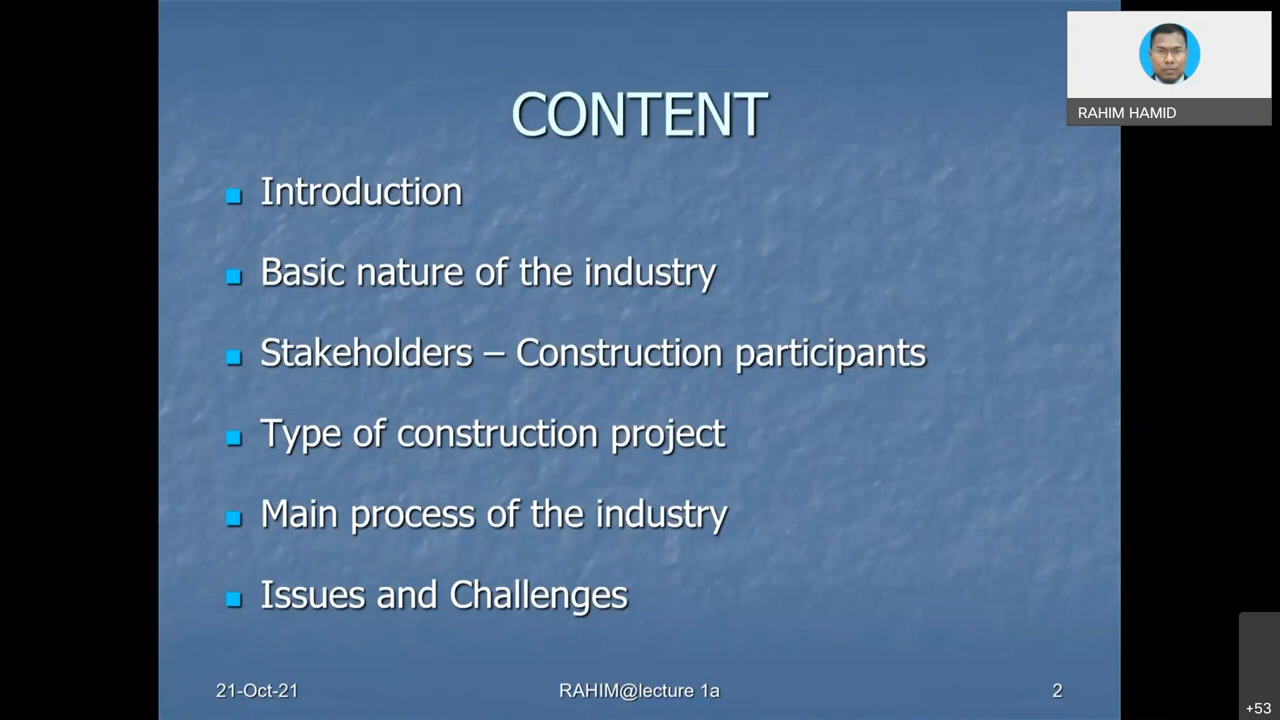 CONTENT
Introduction
Basic nature of the industry
Stakeholders – Construction participants
Type of construction project
Main process of the industry
Issues and Challenges
21-Oct-21
RAHIM@lecture 1a
2
RAHIM HAMID
+53